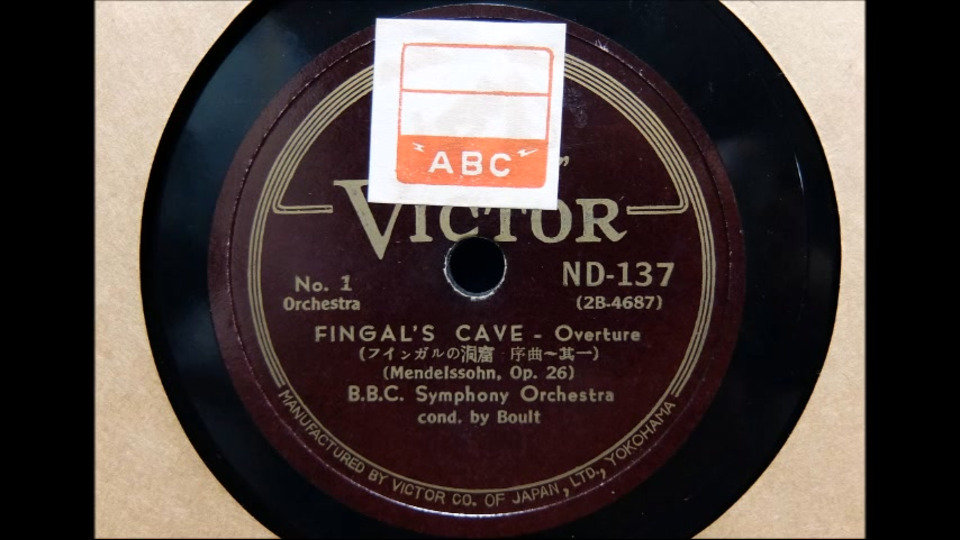 ABC
VICTOR
No. 1
Orchestra
ND-137
(2B-4687)
FINGAL'S CAVE - Overture
(フインガルの洞窟 序曲~其一)
(Mendelssohn, Op. 26)
B.B.C. Symphony Orchestra
cond. by Boult
MANUFACTURED BY VICTOR CO. OF JAPAN, LTD., YOKOHAMA